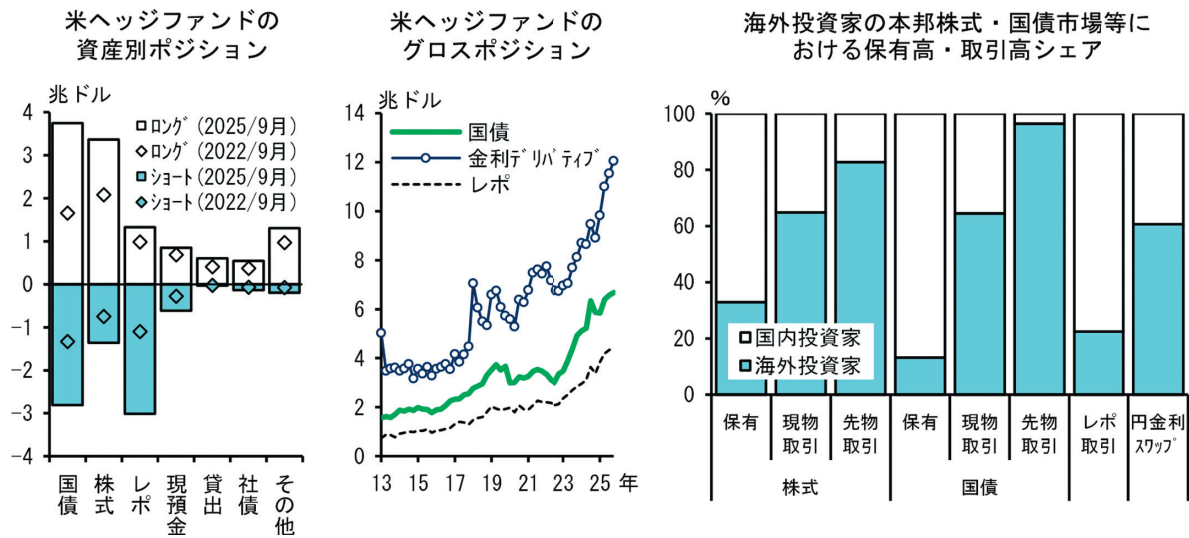 米ヘッジファンドの
資産別ポジション
兆ドル
4
3
2
1
0
-1
-2
-3
-4
ﾛﾝｸﾞ(2025/9月)
ﾛﾝｸﾞ(2022/9月)
ｼｮｰﾄ(2025/9月)
ｼｮｰﾄ(2022/9月)
国債
株式
レポ
現預金
貸出
社債
その他
米ヘッジファンドの
グロスポジション
兆ドル
14
12
10
8
6
4
2
0
国債
金利ﾃﾞﾘﾊﾞﾃｨﾌﾞ
レポ
13 15 17 19 21 23 25 年
海外投資家の本邦株式・国債市場等に
おける保有高・取引高シェア
%
100
80
60
40
20
0
国内投資家
海外投資家
保有 現物 先物 保有 現物 先物 レポ 円金利
取引 取引 取引 取引 取引 ｽﾜｯﾌﾟ
株式 国債